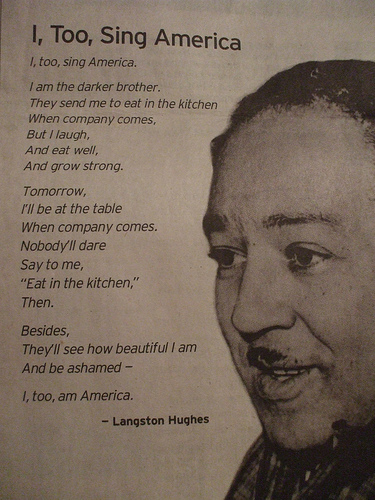 I, Too, Sing America
I, too, sing America.
I am the darker brother.
They send me to eat in the kitchen
When company comes,
But I laugh,
And eat well,
And grow strong.
Tomorrow,
I'll be at the table
When company comes.
Nobody'll dare
Say to me,
"Eat in the kitchen,"
Then.
Besides,
They'll see how beautiful I am
And be ashamed –
I, too, am America.
– Langston Hughes